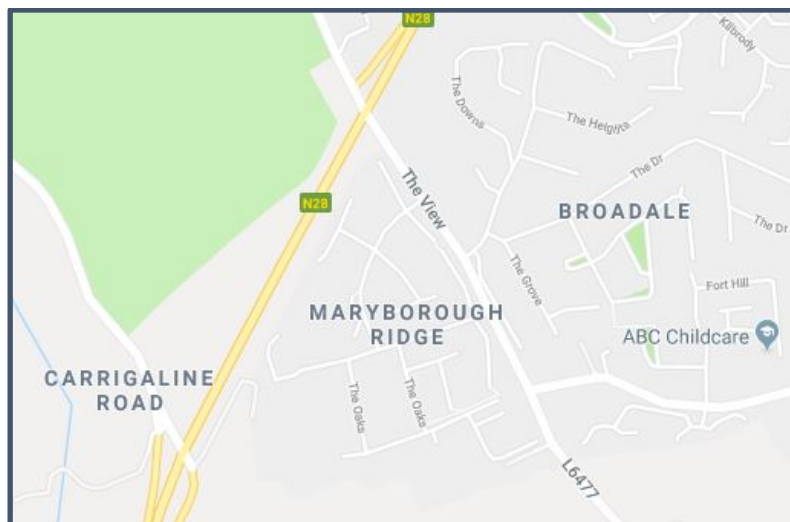 N28
Kilbrody
The Downs
The Heights
The View
The Dr
N28
BROADALE
The Dr
The Grove
Fort Hill
MARYBOROUGH
RIDGE
ABC Childcare
CARRIGALINE
ROAD
The Oaks
The Oaks
L6477